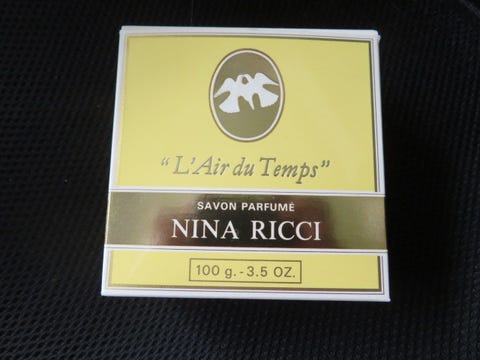 "L'Air du Temps"
SAVON PARFUMÉ
NINA RICCI
100 g. - 3.5 OZ.